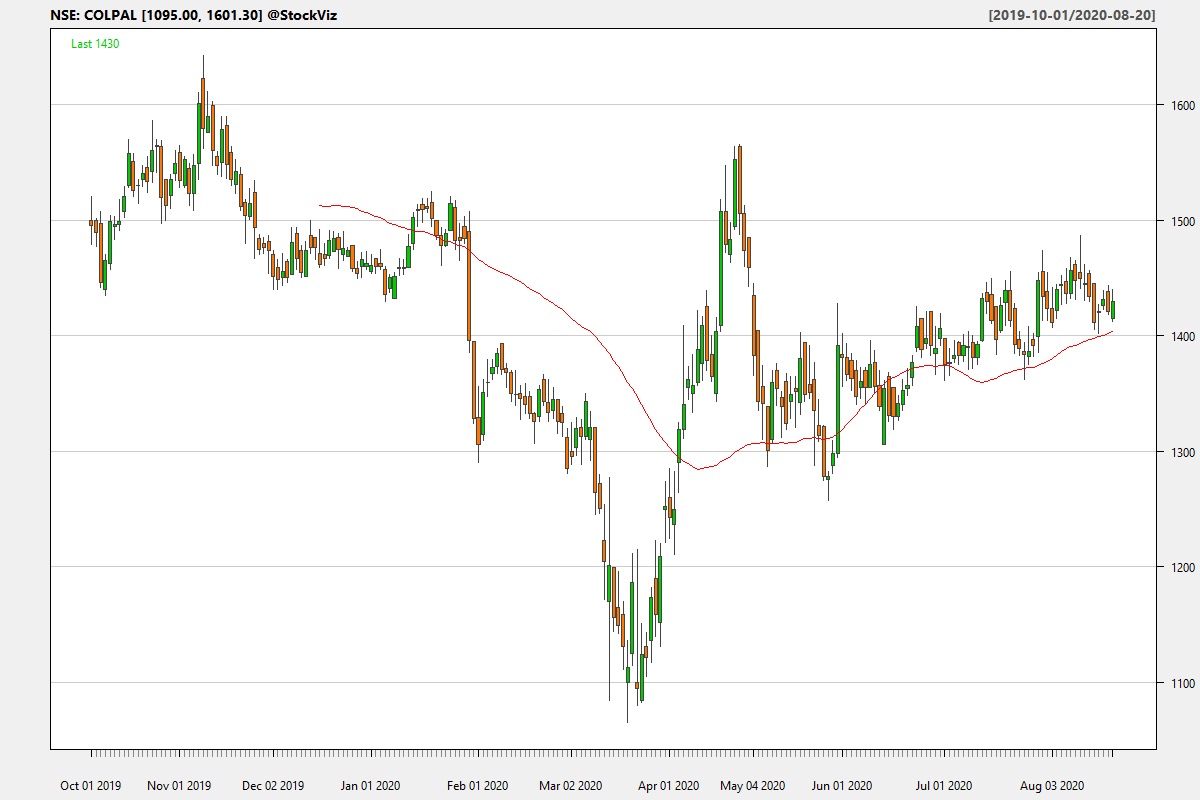 NSE: COLPAL [1095.00, 1601.30] @StockViz
[2019-10-01/2020-08-20]
Last 1430
1600
1500
1400
1300
1200
1100
Oct 01 2019 Nov 01 2019 Dec 02 2019 Jan 01 2020 Feb 01 2020 Mar 02 2020 Apr 01 2020 May 04 2020 Jun 01 2020 Jul 01 2020 Aug 03 2020